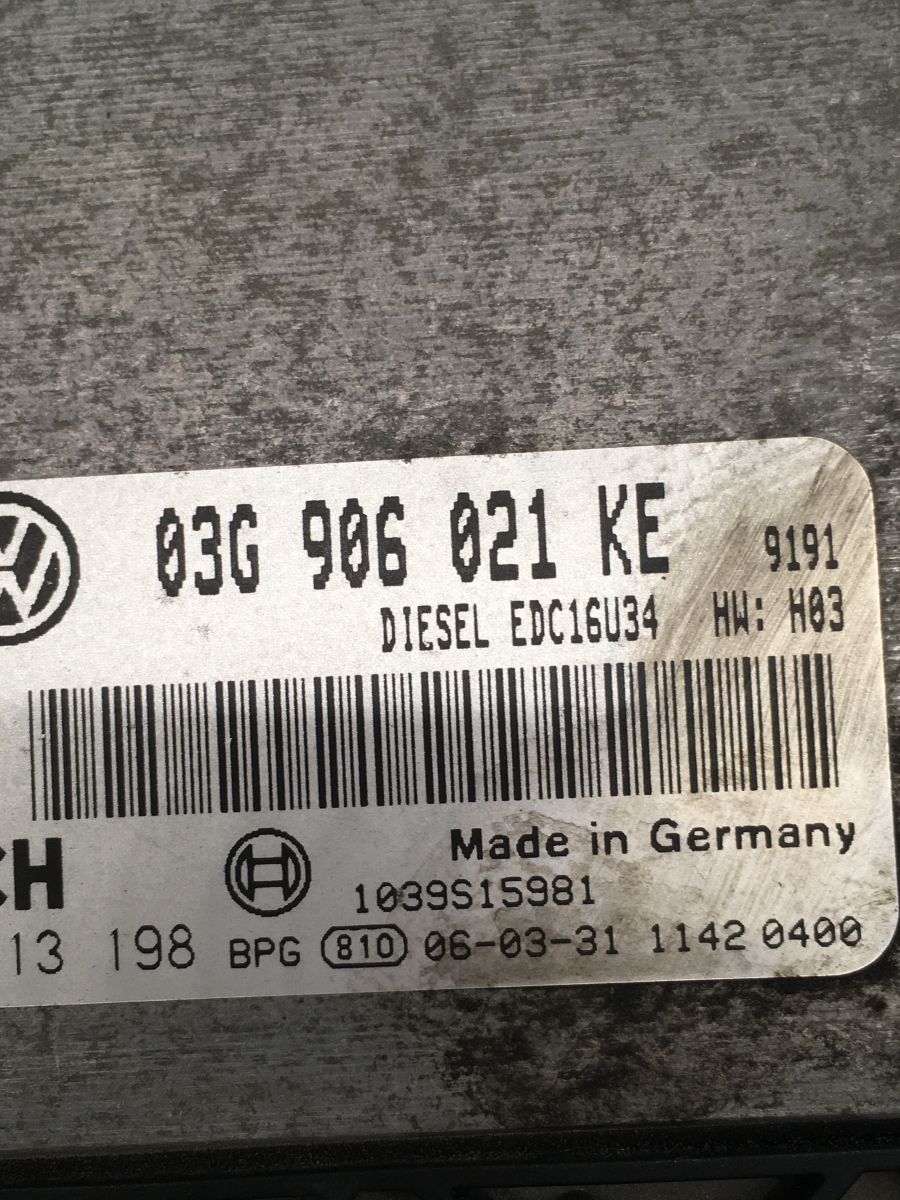 03G 906 021 KE
9191
DIESEL EDC16U34 HW: H03
CH
Made in Germany
1039S15981
13 198 BPG 810 06-03-31 1142 0400